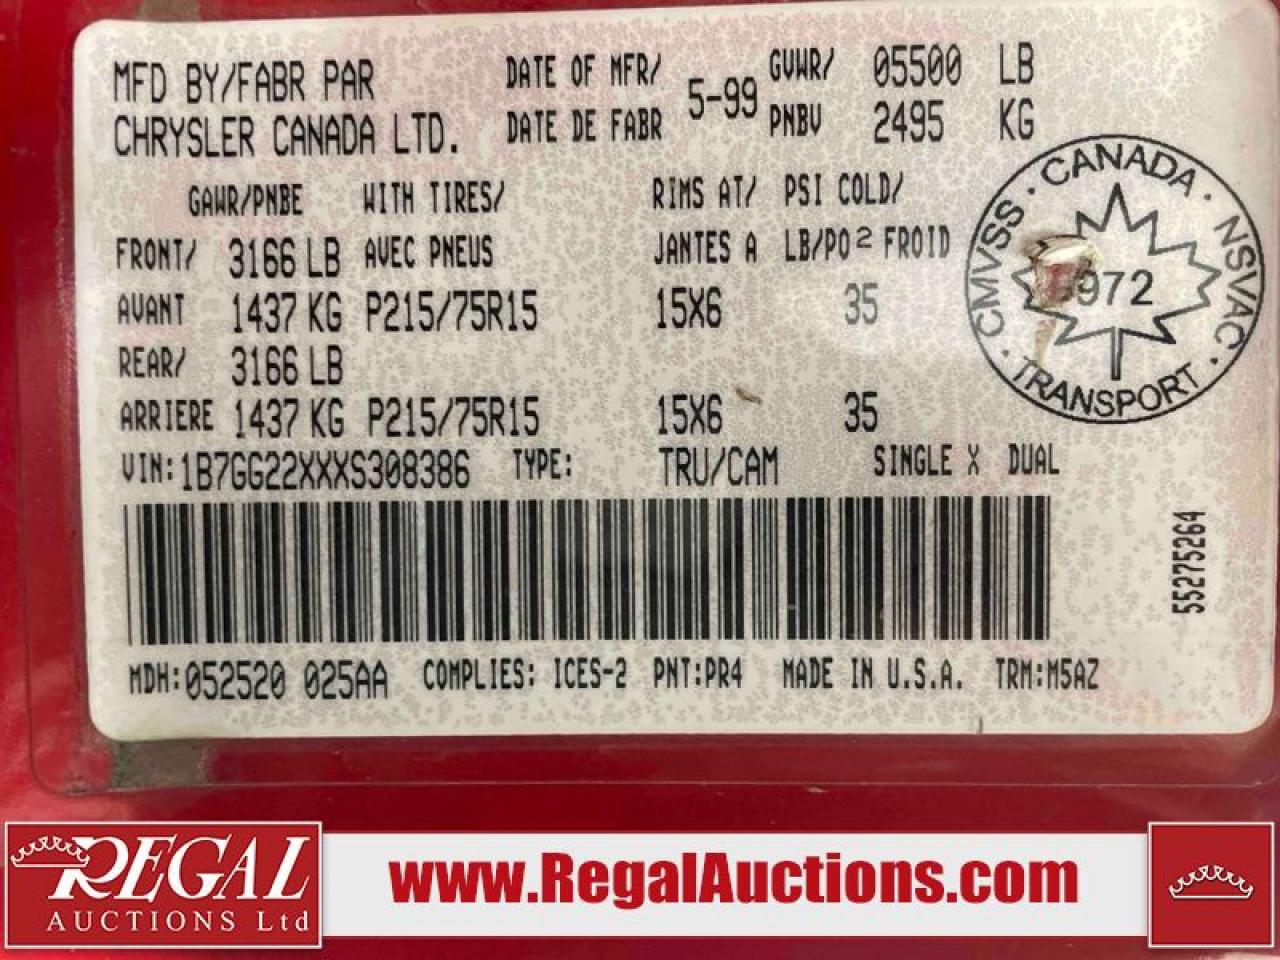 MFD BY/FABR PAR DATE OF MFR/ 5-99 GVWR/ 05500 LB
CHRYSLER CANADA LTD. DATE DE FABR PNBV 2495 KG
GAWR/PNBE WITH TIRES/ RIMS AT/ PSI COLD/
FRONT/ 3166 LB AVEC PNEUS JANTES A LB/PO² FROID
AVANT 1437 KG P215/75R15 15X6 35
REAR/ 3166 LB
ARRIERE 1437 KG P215/75R15 15X6 35
VIN: 1B7GG22XXXS308386 TYPE: TRU/CAM SINGLE X DUAL
CMVSS · CANADA · NSVAC · TRANSPORT ·
972
55275264
MDH: 052520 025AA COMPLIES: ICES-2 PNT:PR4 MADE IN U.S.A. TRM:M5AZ
REGAL
AUCTIONS Ltd
www.RegalAuctions.com